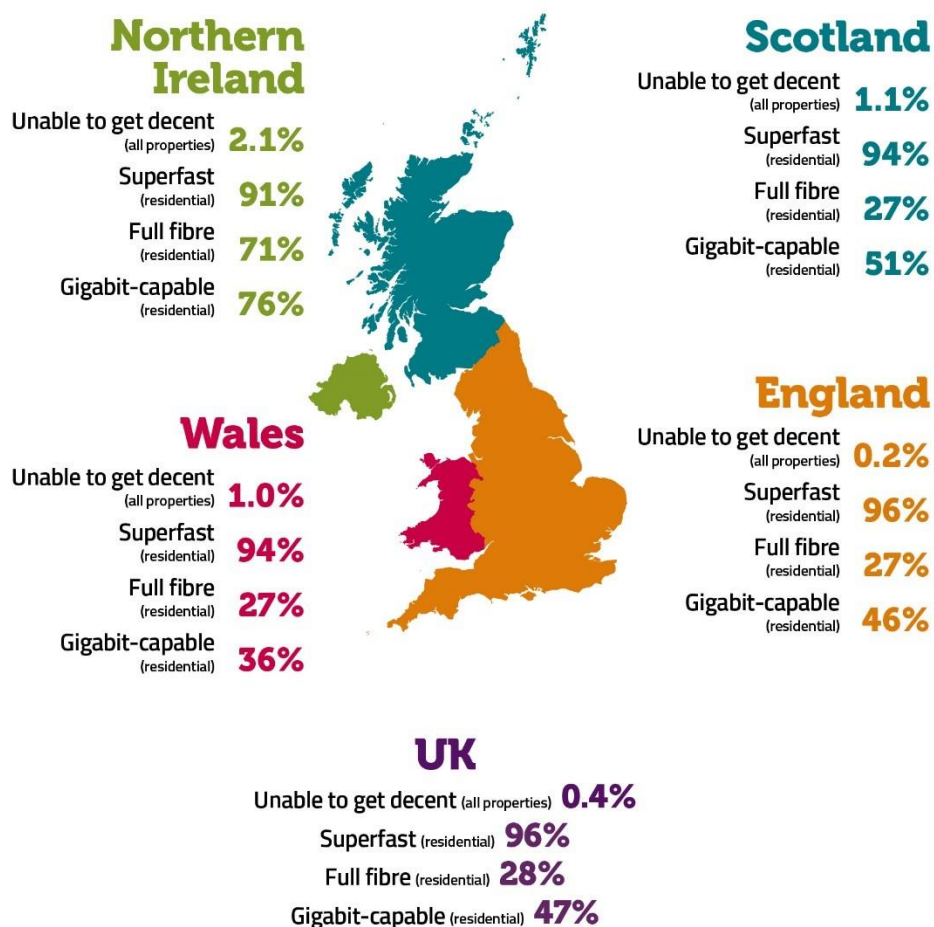 Northern
Ireland
Unable to get decent
(all properties) 2.1%
Superfast
(residential) 91%
Full fibre
(residential) 71%
Gigabit-capable
(residential) 76%
Scotland
Unable to get decent
(all properties) 1.1%
Superfast
(residential) 94%
Full fibre
(residential) 27%
Gigabit-capable
(residential) 51%
Wales
Unable to get decent
(all properties) 1.0%
Superfast
(residential) 94%
Full fibre
(residential) 27%
Gigabit-capable
(residential) 36%
England
Unable to get decent
(all properties) 0.2%
Superfast
(residential) 96%
Full fibre
(residential) 27%
Gigabit-capable
(residential) 46%
UK
Unable to get decent (all properties) 0.4%
Superfast (residential) 96%
Full fibre (residential) 28%
Gigabit-capable (residential) 47%